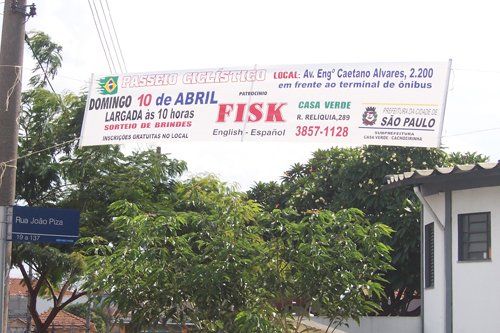 PASSEIO CICLÍSTICO
DOMINGO 10 de ABRIL
LARGADA às 10 horas
SORTEIO DE BRINDES
INSCRIÇÕES GRATUITAS NO LOCAL
PATROCÍNIO
FISK
English - Español
LOCAL: Av. Engº Caetano Alvares, 2.200
em frente ao terminal de ônibus
CASA VERDE
R. RELÍQUIA,289
3857-1128
PREFEITURA DA CIDADE DE
SÃO PAULO
SUBPREFEITURA
CASA VERDE - CACHOEIRINHA
Rua João Piza
19 a 137